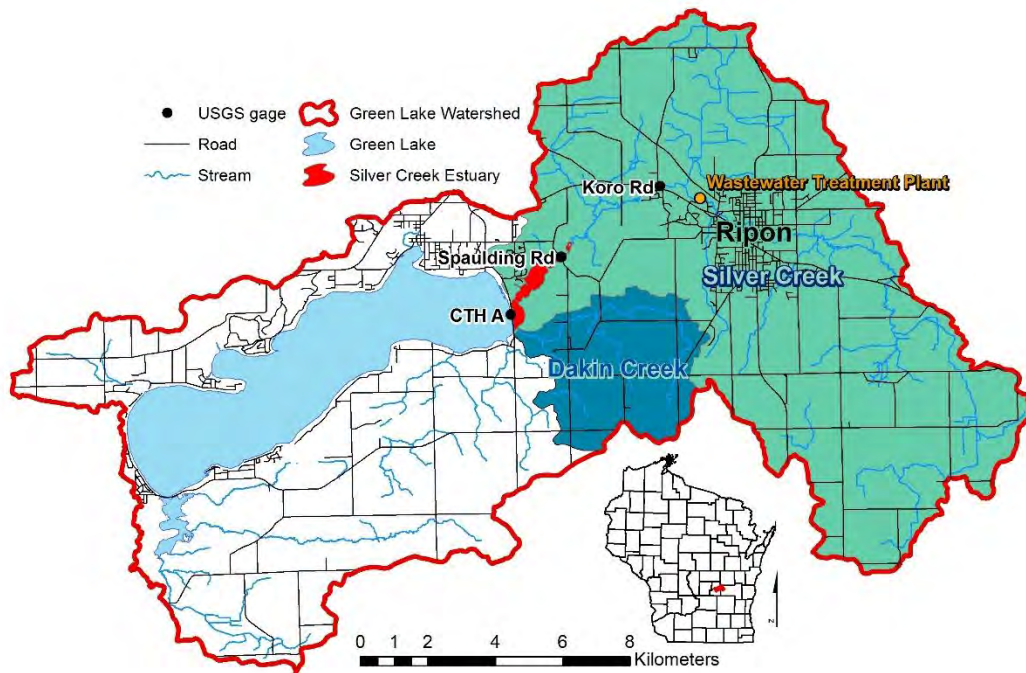 USGS gage
Road
Stream
Green Lake Watershed
Green Lake
Silver Creek Estuary
Koro Rd
Wastewater Treatment Plant
Ripon
Spaulding Rd
Silver Creek
CTH A
Dakin Creek
0 1 2 4 6 8
Kilometers
N